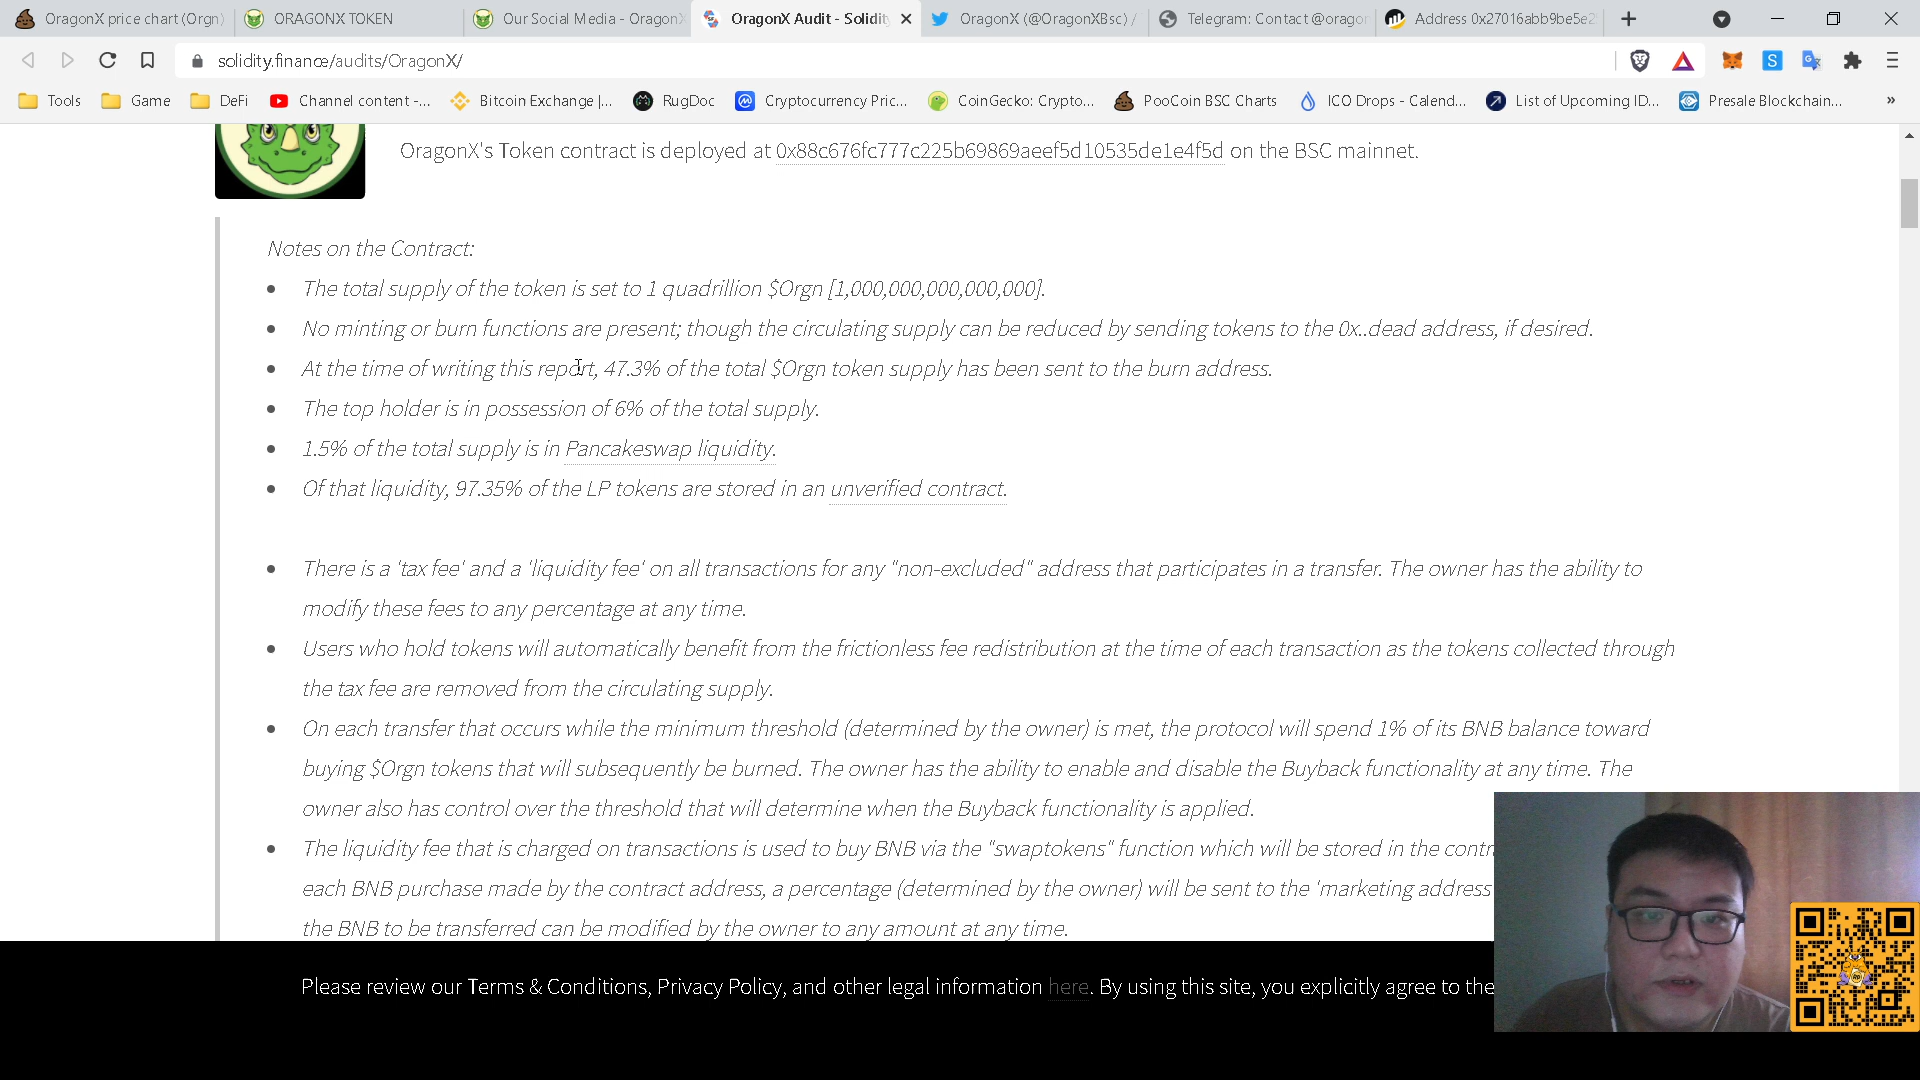 OragonX price chart (Orgn)
ORAGONX TOKEN
Our Social Media - OragonX
OragonX Audit - Solidity
OragonX (@OragonXBsc) /
Telegram: Contact @oragon
Address 0x27016abb9be5e2
solidity.finance/audits/OragonX/
Tools
Game
DeFi
Channel content -...
Bitcoin Exchange |...
RugDoc
Cryptocurrency Pric...
CoinGecko: Crypto...
PooCoin BSC Charts
ICO Drops - Calend...
List of Upcoming ID...
Presale Blockchain...
OragonX's Token contract is deployed at 0x88c676fc777c225b69869aeef5d10535de1e4f5d on the BSC mainnet.
Notes on the Contract:
The total supply of the token is set to 1 quadrillion $Orgn [1,000,000,000,000,000].
No minting or burn functions are present; though the circulating supply can be reduced by sending tokens to the 0x..dead address, if desired.
At the time of writing this report, 47.3% of the total $Orgn token supply has been sent to the burn address.
The top holder is in possession of 6% of the total supply.
1.5% of the total supply is in Pancakeswap liquidity.
Of that liquidity, 97.35% of the LP tokens are stored in an unverified contract.
There is a 'tax fee' and a 'liquidity fee' on all transactions for any "non-excluded" address that participates in a transfer. The owner has the ability to
modify these fees to any percentage at any time.
Users who hold tokens will automatically benefit from the frictionless fee redistribution at the time of each transaction as the tokens collected through
the tax fee are removed from the circulating supply.
On each transfer that occurs while the minimum threshold (determined by the owner) is met, the protocol will spend 1% of its BNB balance toward
buying $Orgn tokens that will subsequently be burned. The owner has the ability to enable and disable the Buyback functionality at any time. The
owner also has control over the threshold that will determine when the Buyback functionality is applied.
The liquidity fee that is charged on transactions is used to buy BNB via the "swaptokens" function which will be stored in the contr
each BNB purchase made by the contract address, a percentage (determined by the owner) will be sent to the 'marketing address
the BNB to be transferred can be modified by the owner to any amount at any time.
Please review our Terms & Conditions, Privacy Policy, and other legal information here. By using this site, you explicitly agree to the